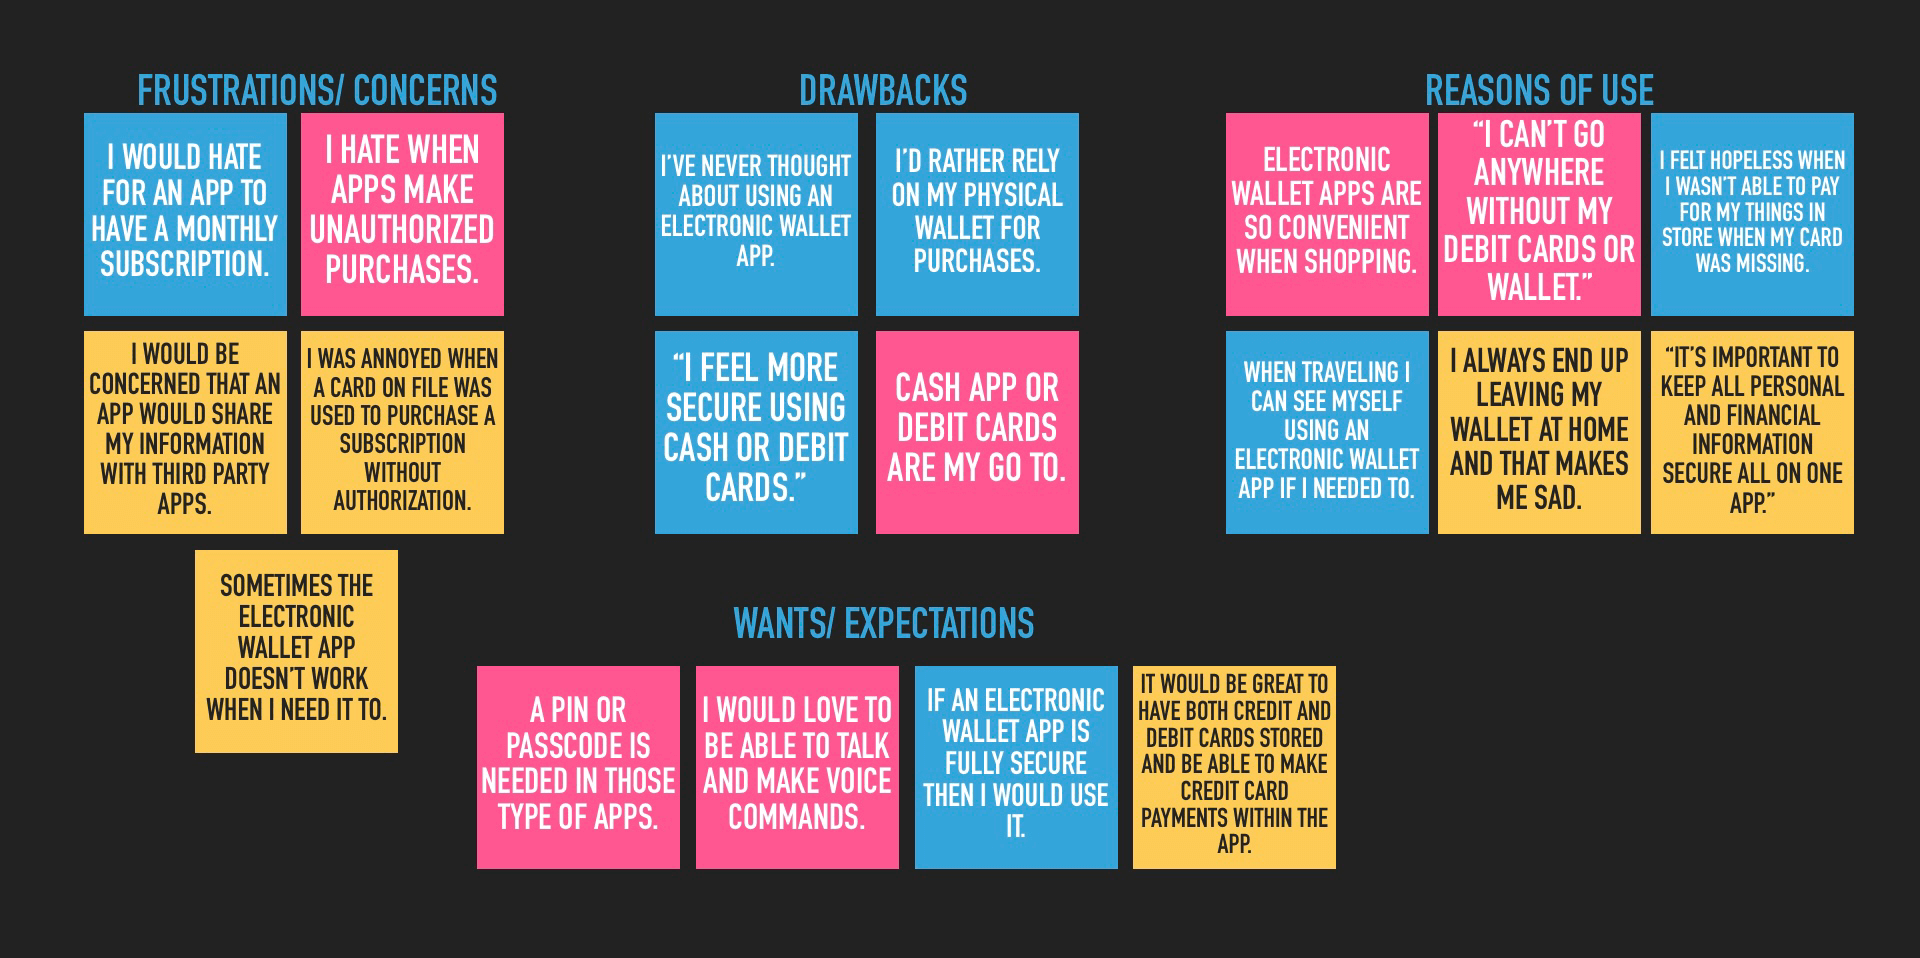 FRUSTRATIONS/ CONCERNS
I WOULD HATE
FOR AN APP TO
HAVE A MONTHLY
SUBSCRIPTION.
I HATE WHEN
APPS MAKE
UNAUTHORIZED
PURCHASES.
I WOULD BE
CONCERNED THAT AN
APP WOULD SHARE
MY INFORMATION
WITH THIRD PARTY
APPS.
I WAS ANNOYED WHEN
A CARD ON FILE WAS
USED TO PURCHASE A
SUBSCRIPTION
WITHOUT
AUTHORIZATION.
SOMETIMES THE
ELECTRONIC
WALLET APP
DOESN'T WORK
WHEN I NEED IT TO.
DRAWBACKS
I'VE NEVER THOUGHT
ABOUT USING AN
ELECTRONIC WALLET
APP.
I'D RATHER RELY
ON MY PHYSICAL
WALLET FOR
PURCHASES.
“I FEEL MORE
SECURE USING
CASH OR DEBIT
CARDS.”
CASH APP OR
DEBIT CARDS
ARE MY GO TO.
REASONS OF USE
ELECTRONIC
WALLET APPS ARE
SO CONVENIENT
WHEN SHOPPING.
“I CAN'T GO
ANYWHERE
WITHOUT MY
DEBIT CARDS OR
WALLET.”
I FELT HOPELESS WHEN
I WASN'T ABLE TO PAY
FOR MY THINGS IN
STORE WHEN MY CARD
WAS MISSING.
WHEN TRAVELING I
CAN SEE MYSELF
USING AN
ELECTRONIC WALLET
APP IF I NEEDED TO.
I ALWAYS END UP
LEAVING MY
WALLET AT HOME
AND THAT MAKES
ME SAD.
“IT'S IMPORTANT TO
KEEP ALL PERSONAL
AND FINANCIAL
INFORMATION
SECURE ALL ON ONE
APP.”
WANTS/ EXPECTATIONS
A PIN OR
PASSCODE IS
NEEDED IN THOSE
TYPE OF APPS.
I WOULD LOVE TO
BE ABLE TO TALK
AND MAKE VOICE
COMMANDS.
IF AN ELECTRONIC
WALLET APP IS
FULLY SECURE
THEN I WOULD USE
IT.
IT WOULD BE GREAT TO
HAVE BOTH CREDIT AND
DEBIT CARDS STORED
AND BE ABLE TO MAKE
CREDIT CARD
PAYMENTS WITHIN THE
APP.